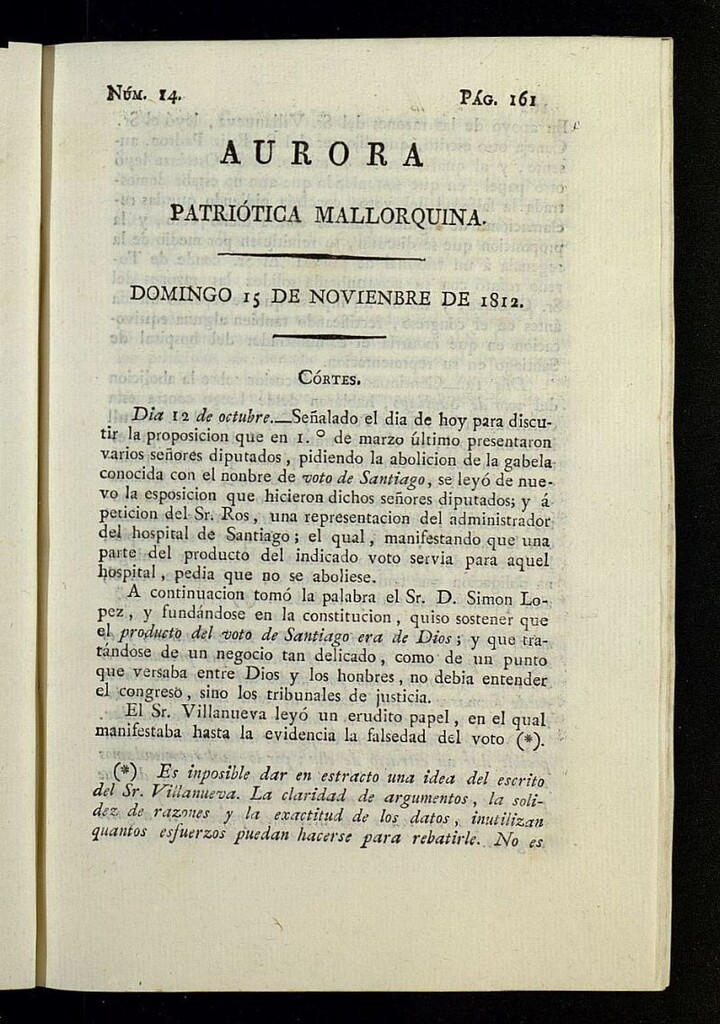 NÚM. 14. PÁG. 161
AURORA
PATRIÓTICA MALLORQUINA.
DOMINGO 15 DE NOVIENBRE DE 1812.
CÓRTES.
Dia 12 de octubre.—Señalado el dia de hoy para discu-
tir la proposicion que en 1.º de marzo último presentaron
varios señores diputados, pidiendo la abolicion de la gabela
conocida con el nonbre de voto de Santiago, se leyó de nue-
vo la esposicion que hicieron dichos señores diputados; y á
peticion del Sr. Ros, una representacion del administrador
del hospital de Santiago; el qual, manifestando que una
parte del producto del indicado voto servia para aquel
hospital, pedia que no se aboliese.
A continuacion tomó la palabra el Sr. D. Simon Lo-
pez, y fundándose en la constitucion, quiso sostener que
el producto del voto de Santiago era de Dios; y que tra-
tándose de un negocio tan delicado, como de un punto
que versaba entre Dios y los honbres, no debia entender
el congreso, sino los tribunales de justicia.
El Sr. Villanueva leyó un erudito papel, en el qual
manifestaba hasta la evidencia la falsedad del voto (*).
(*) Es inposible dar en estracto una idea del escrito
del Sr. Villanueva. La claridad de argumentos, la soli-
dez de razones y la exactitud de los datos, inutilizan
quantos esfuerzos puedan hacerse para rebatirle. No es